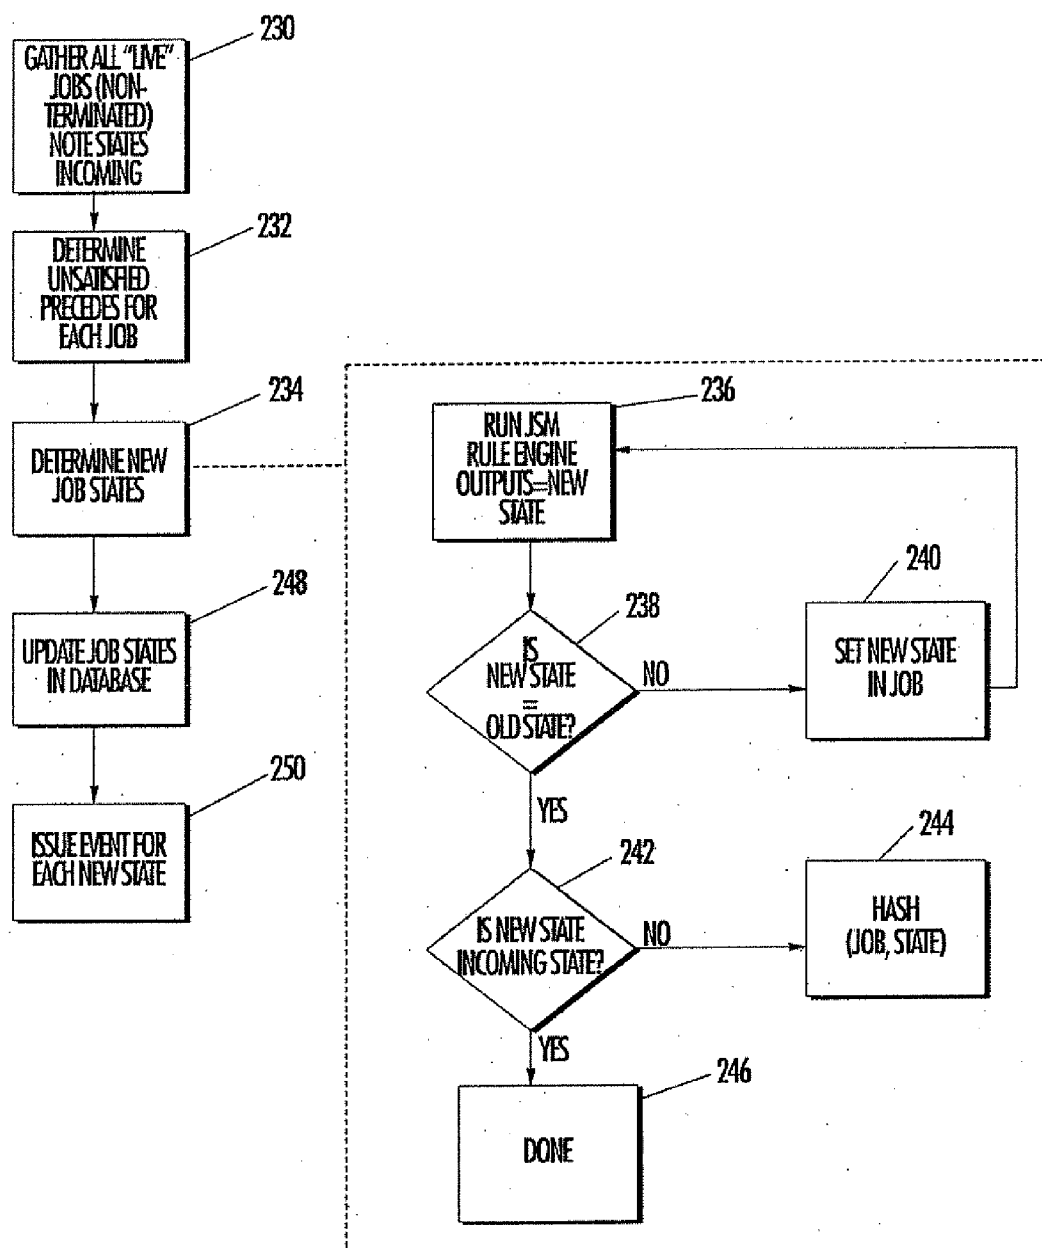 230
GATHER ALL "LIVE"
JOBS (NON-
TERMINATED)
NOTE STATES
INCOMING
232
DETERMINE
UNSATISFIED
PRECEDES FOR
EACH JOB
234
DETERMINE NEW
JOB STATES
248
UPDATE JOB STATES
IN DATABASE
250
ISSUE EVENT FOR
EACH NEW STATE
236
RUN JSM
RULE ENGINE
OUTPUTS=NEW
STATE
238
IS
NEW STATE
=
OLD STATE?
NO
240
SET NEW STATE
IN JOB
YES
242
IS NEW STATE
INCOMING STATE?
NO
244
HASH
(JOB, STATE)
YES
246
DONE